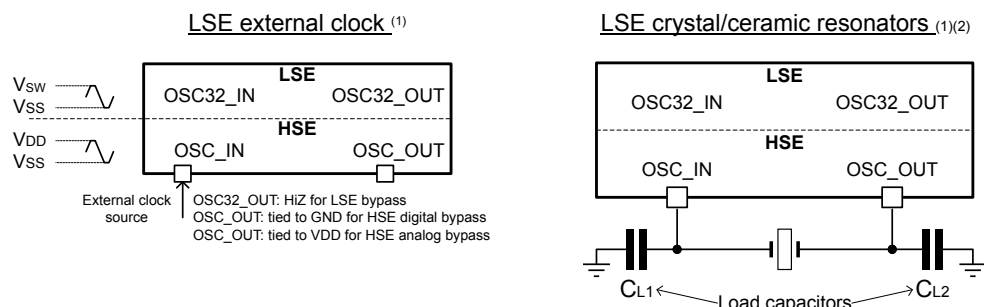 LSE external clock (1)
VSW
VSS
LSE
OSC32_IN OSC32_OUT
HSE
VDD
VSS
OSC_IN OSC_OUT
External clock
source
OSC32_OUT: HiZ for LSE bypass
OSC_OUT: tied to GND for HSE digital bypass
OSC_OUT: tied to VDD for HSE analog bypass
LSE crystal/ceramic resonators (1)(2)
LSE
OSC32_IN OSC32_OUT
HSE
OSC_IN OSC_OUT
CL1 Load capacitors CL2